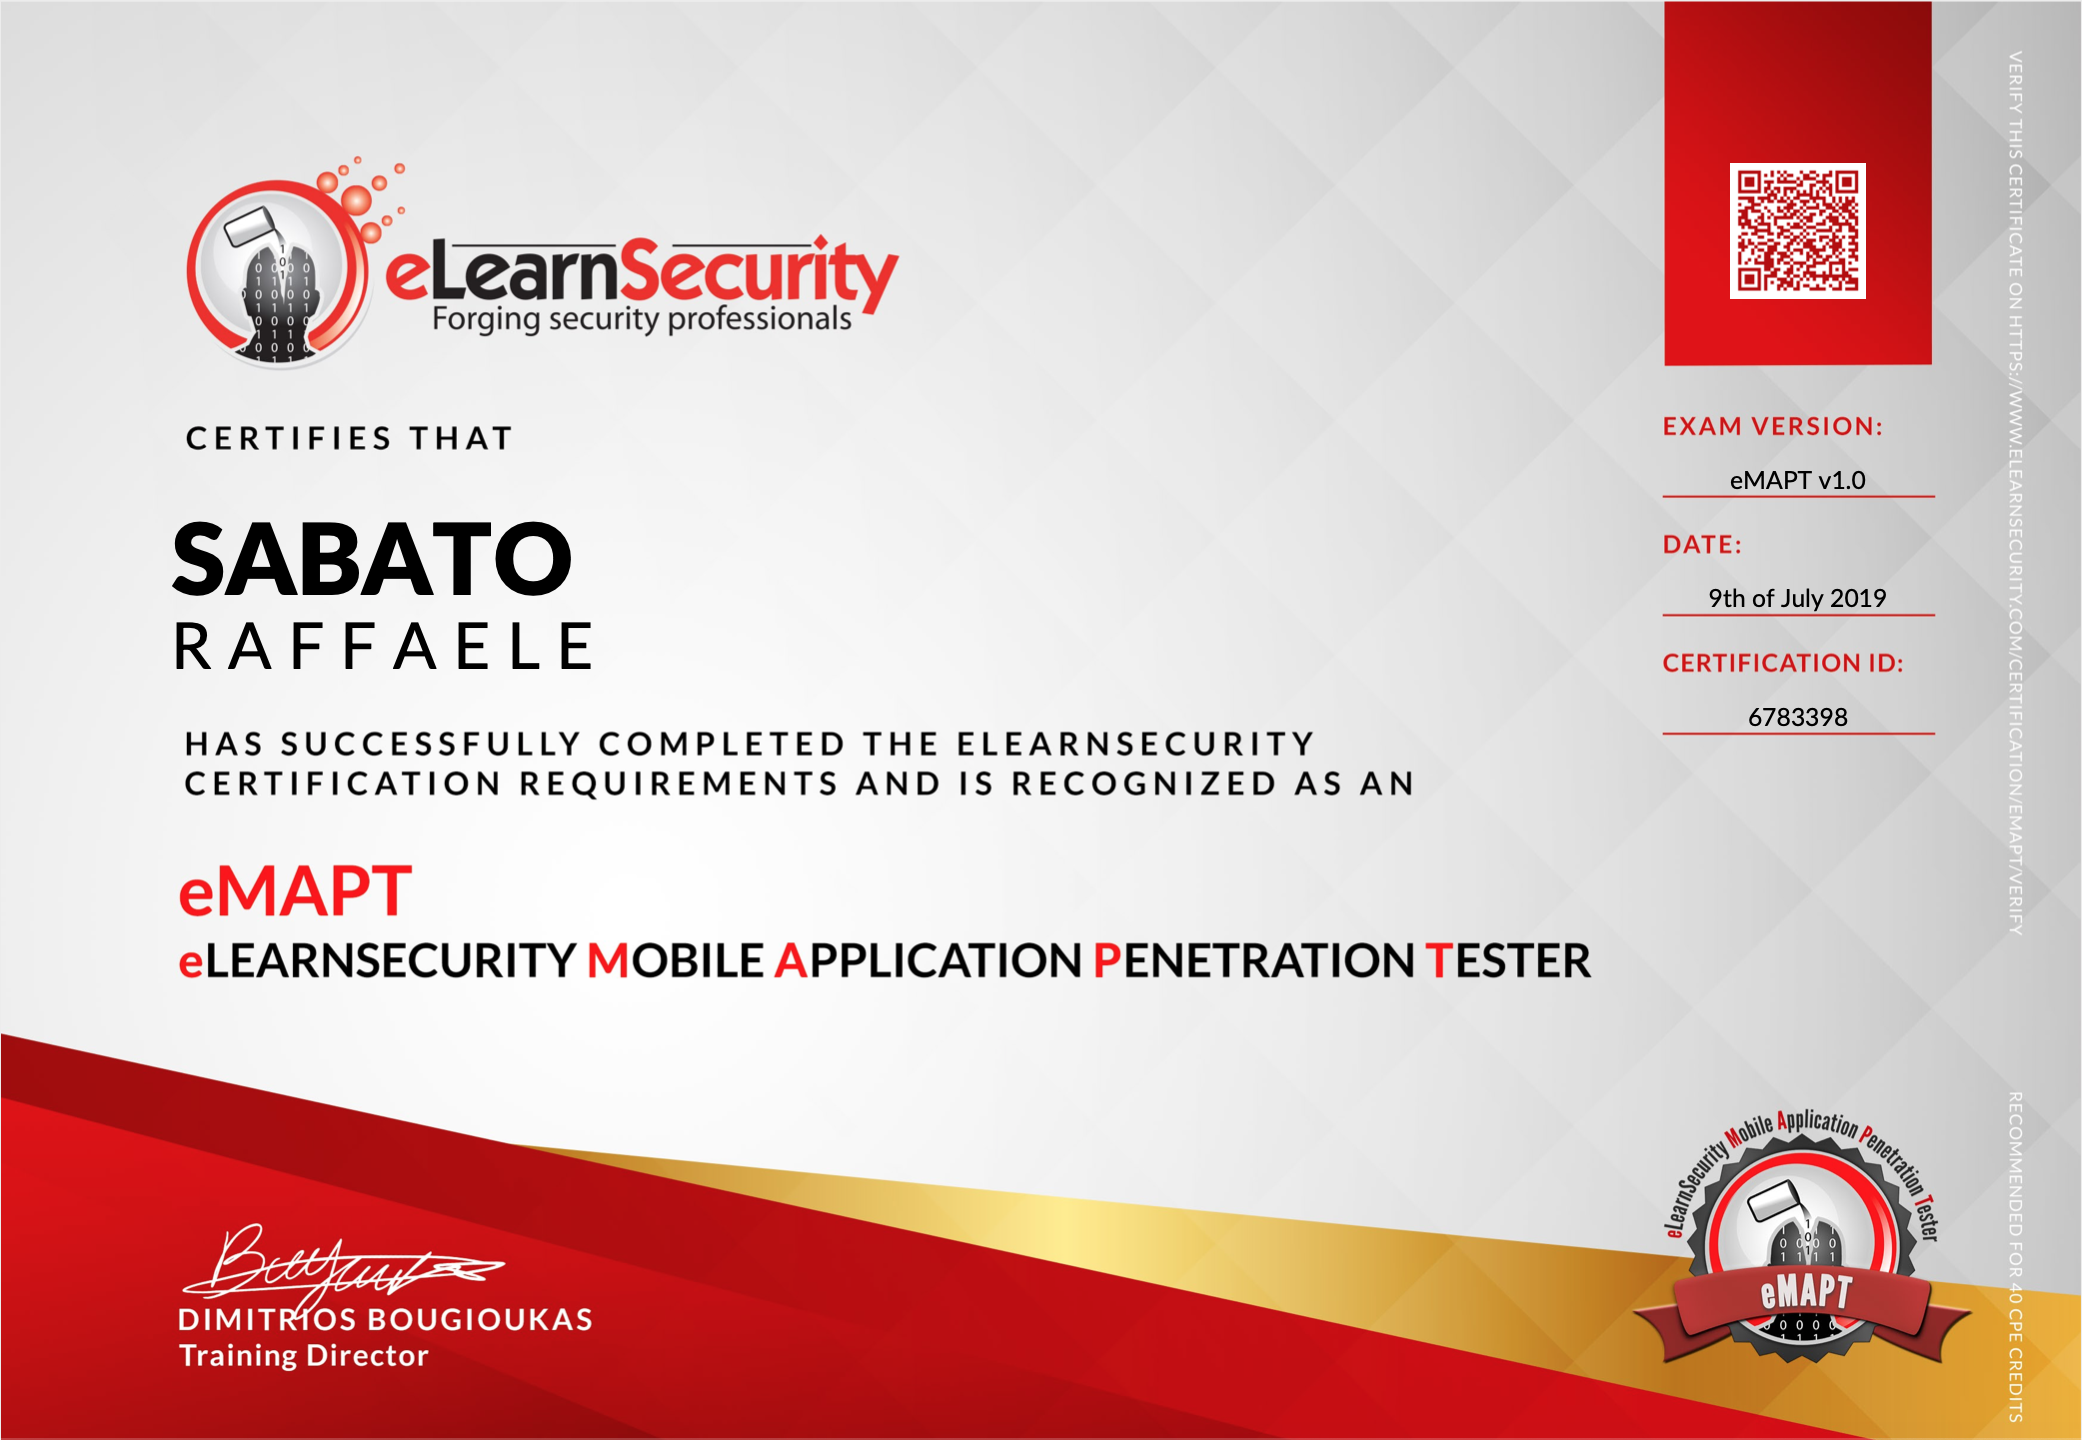 eLearnSecurity
Forging security professionals
CERTIFIES THAT
SABATO
RAFFAELE
HAS SUCCESSFULLY COMPLETED THE ELEARNSECURITY
CERTIFICATION REQUIREMENTS AND IS RECOGNIZED AS AN
eMAPT
eLEARNSECURITY MOBILE APPLICATION PENETRATION TESTER
DIMITRIOS BOUGIOUKAS
Training Director
EXAM VERSION:
eMAPT v1.0
DATE:
9th of July 2019
CERTIFICATION ID:
6783398
eLearnSecurity Mobile Application Penetration Tester
eMAPT
VERIFY THIS CERTIFICATE ON HTTPS://WWW.ELEARNSECURITY.COM/CERTIFICATION/EMAPT/VERIFY
RECOMMENDED FOR 40 CPE CREDITS